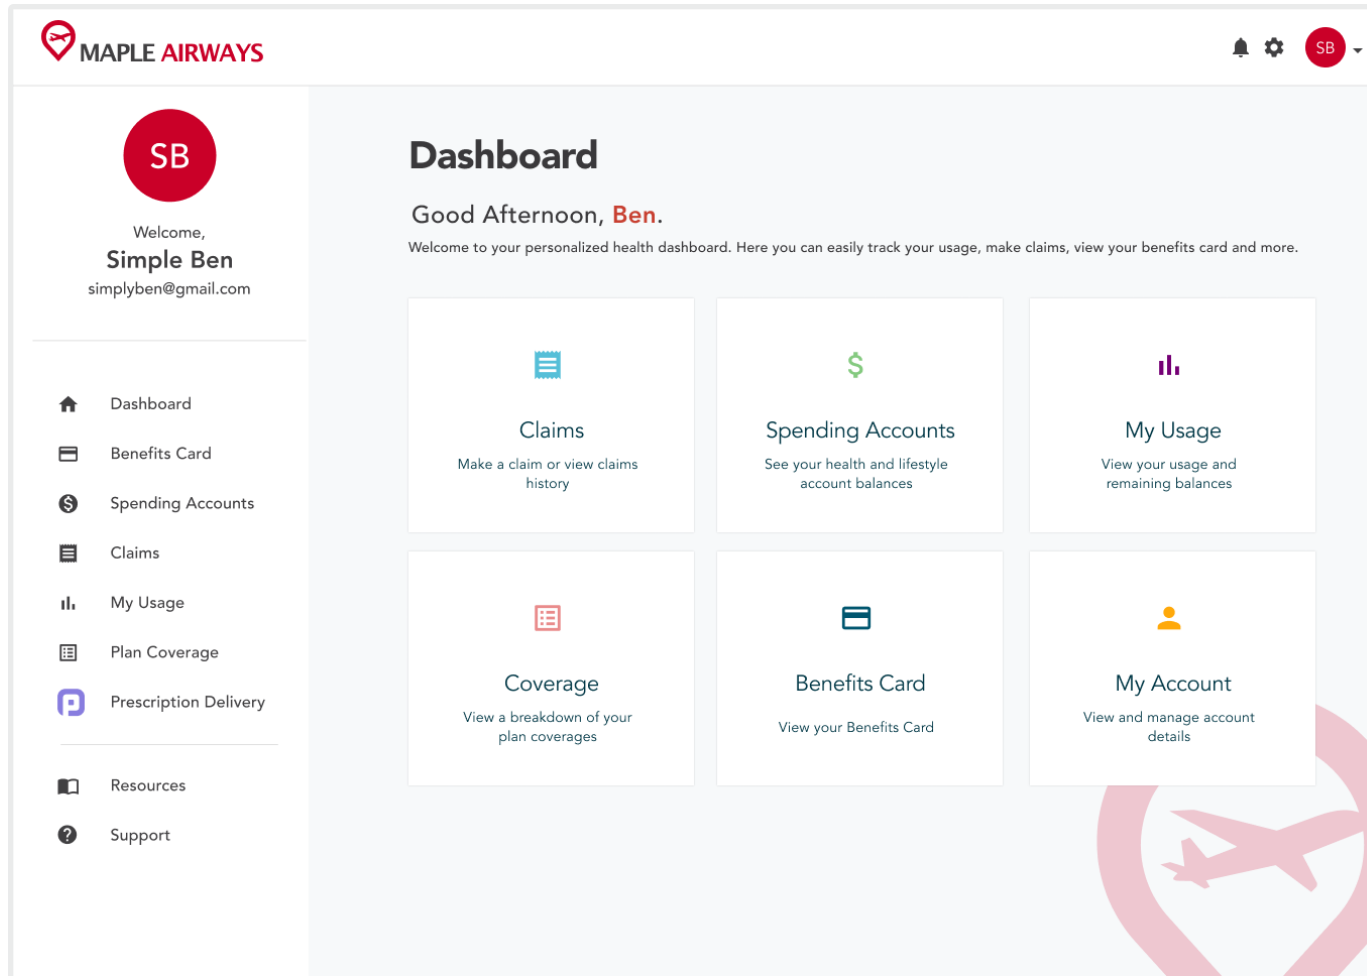 MAPLE AIRWAYS
SB
SB
Welcome,
Simple Ben
simplyben@gmail.com
Dashboard
Benefits Card
Spending Accounts
Claims
My Usage
Plan Coverage
Prescription Delivery
Resources
Support
Dashboard
Good Afternoon, Ben.
Welcome to your personalized health dashboard. Here you can easily track your usage, make claims, view your benefits card and more.
Claims
Make a claim or view claims
history
Spending Accounts
See your health and lifestyle
account balances
My Usage
View your usage and
remaining balances
Coverage
View a breakdown of your
plan coverages
Benefits Card
View your Benefits Card
My Account
View and manage account
details